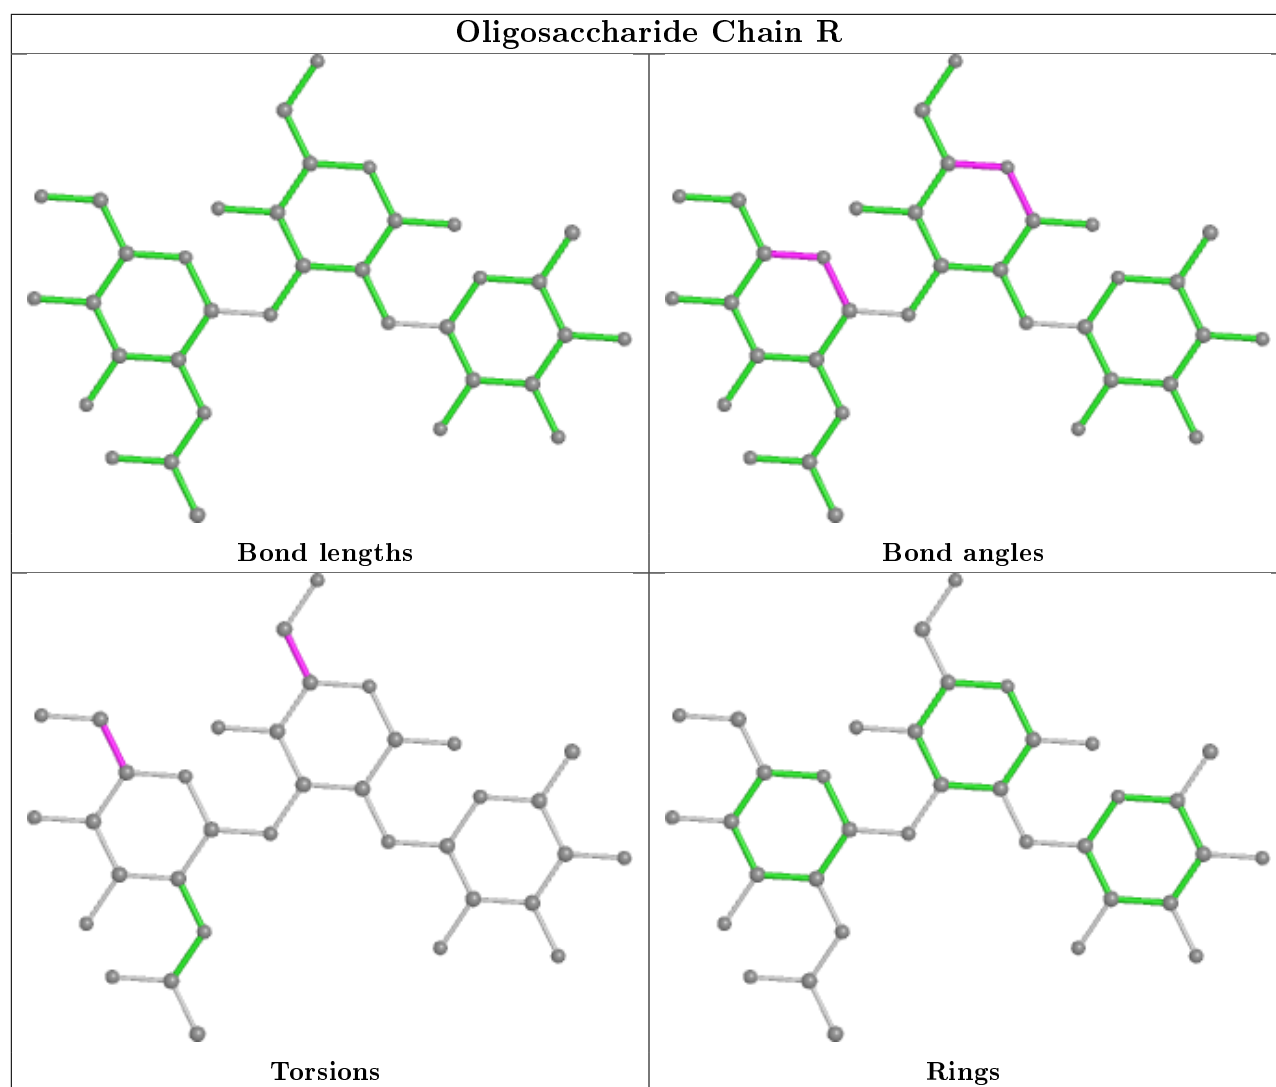 Oligosaccharide Chain R
Bond lengths
Bond angles
Torsions
Rings